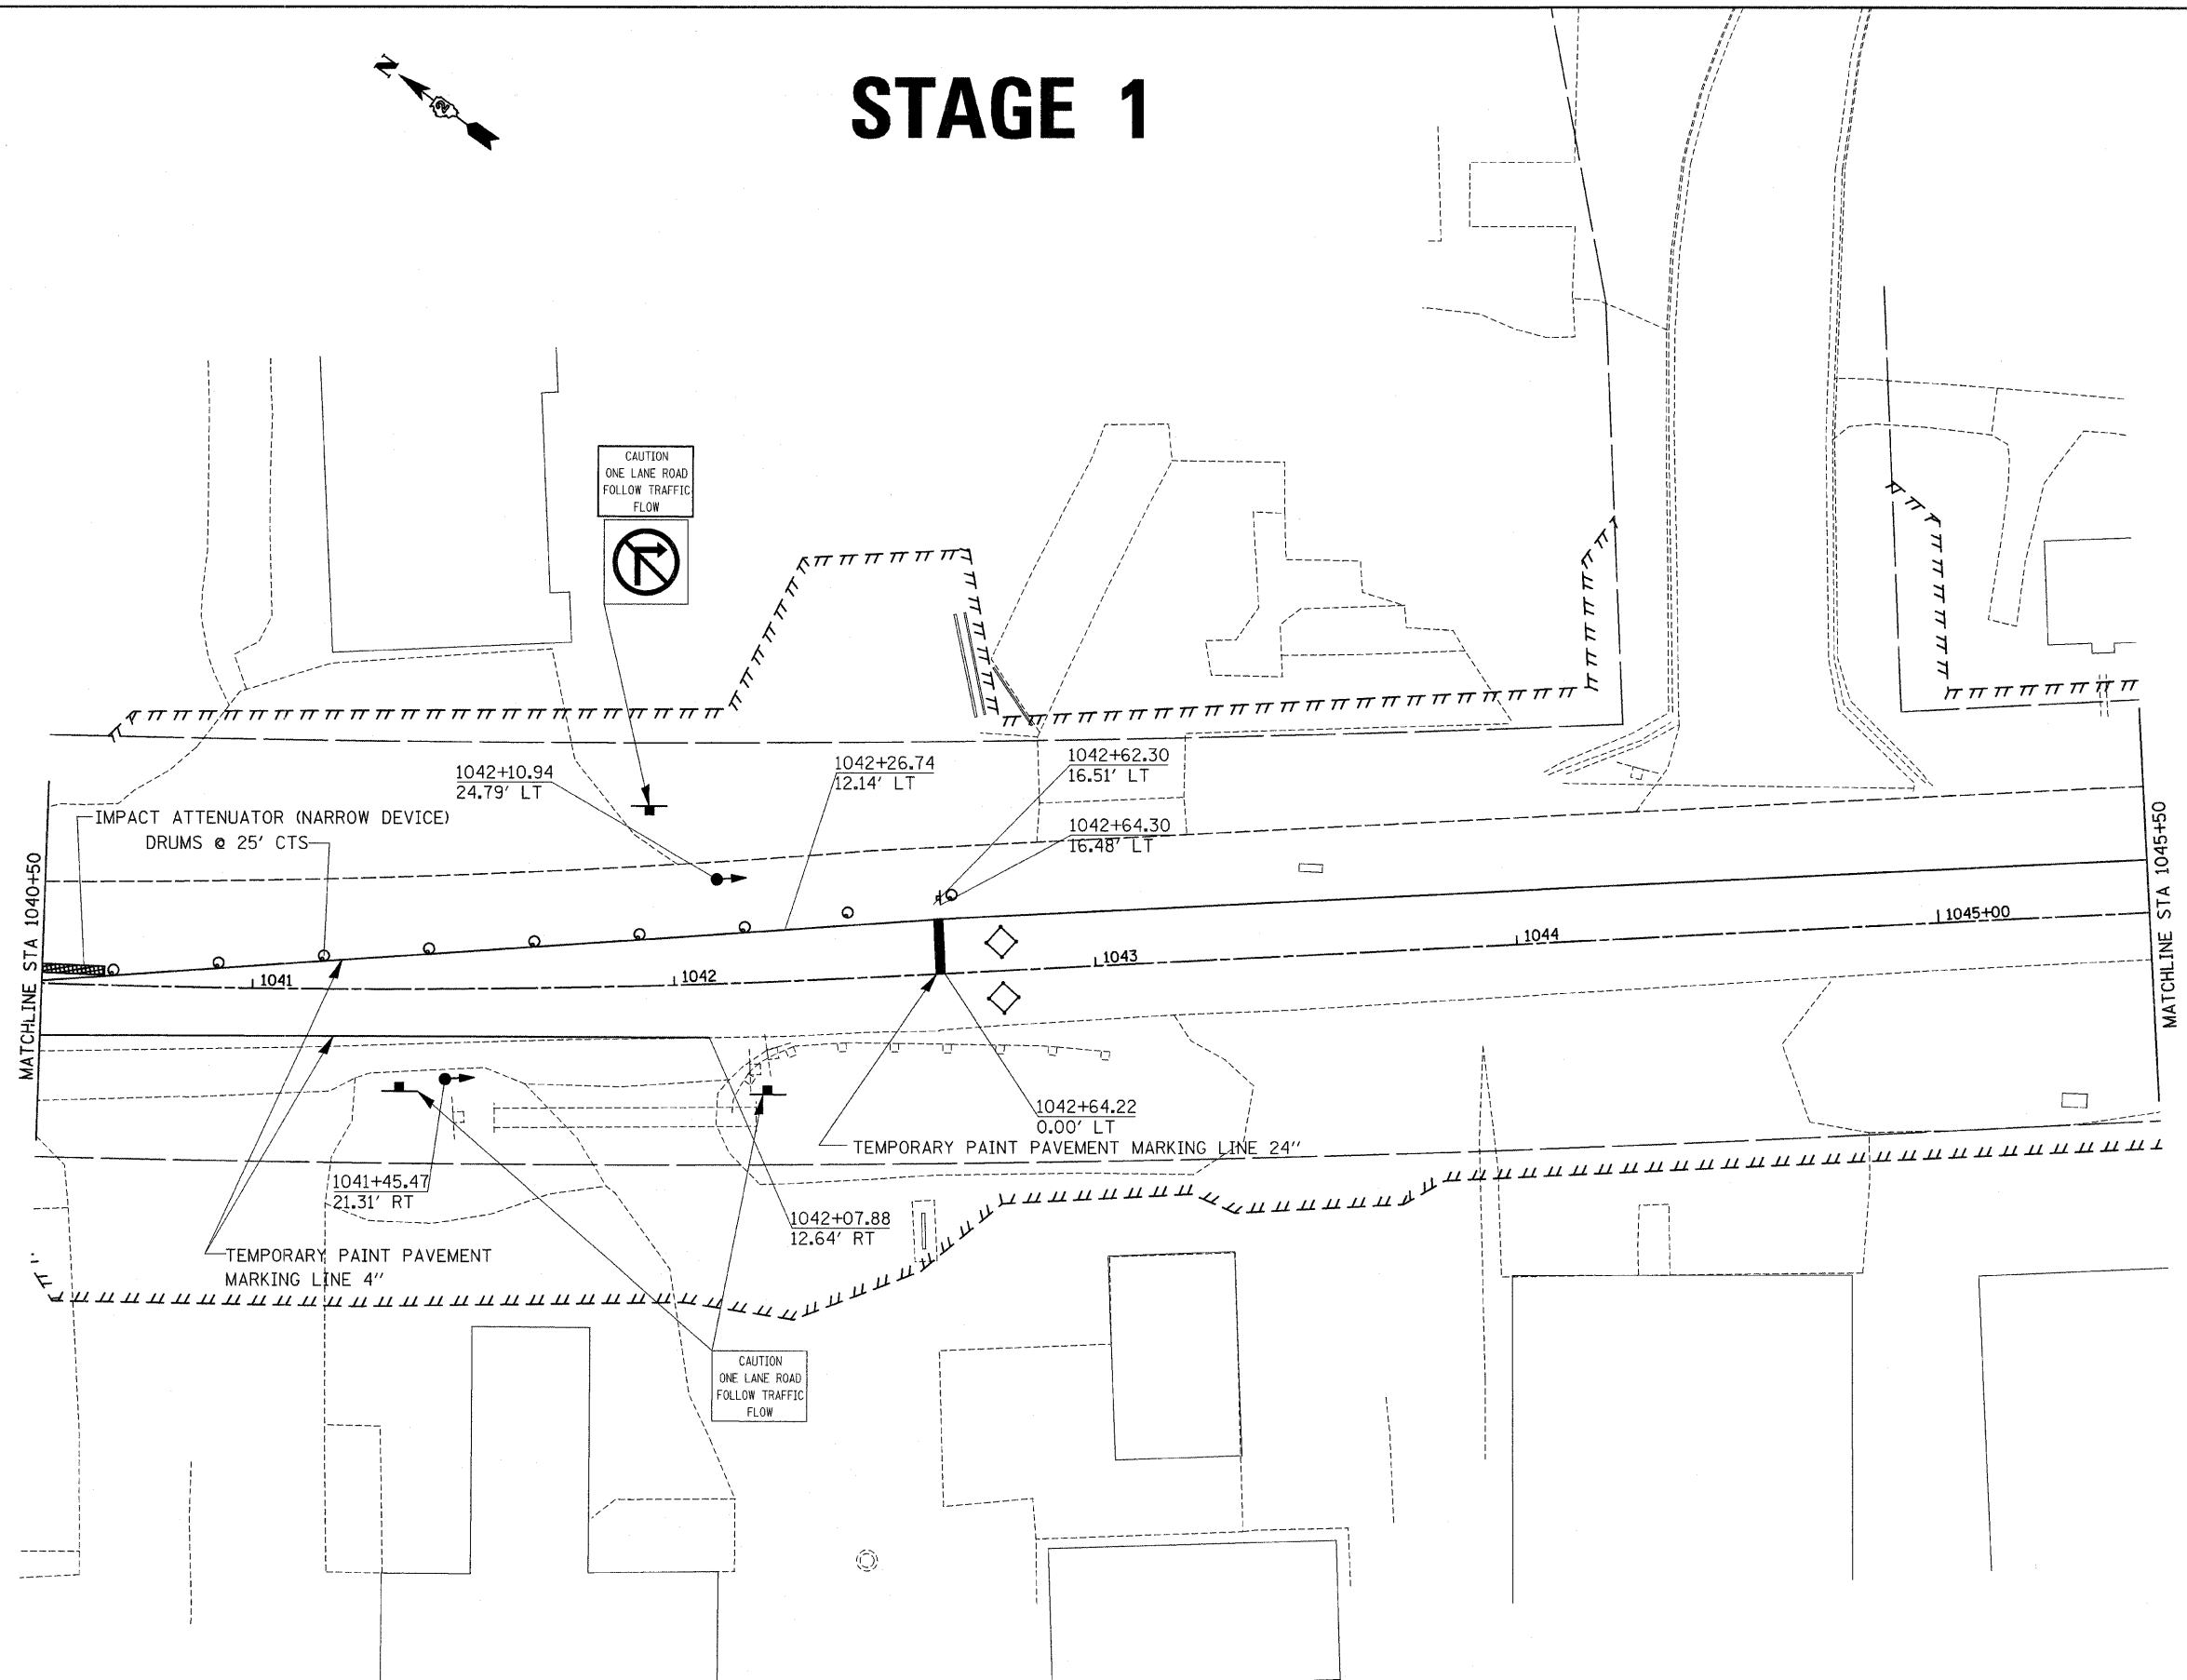 N
2
STAGE 1
CAUTION
ONE LANE ROAD
FOLLOW TRAFFIC
FLOW
1042+10.94
24.79' LT
1042+26.74
12.14' LT
1042+62.30
16.51' LT
1042+64.30
16.48' LT
IMPACT ATTENUATOR (NARROW DEVICE)
DRUMS @ 25' CTS
MATCHLINE STA 1040+50
MATCHLINE STA 1045+50
1041
1042
1043
1044
1045+00
1042+64.22
0.00' LT
TEMPORARY PAINT PAVEMENT MARKING LINE 24"
1041+45.47
21.31' RT
1042+07.88
12.64' RT
TEMPORARY PAINT PAVEMENT
MARKING LINE 4"
CAUTION
ONE LANE ROAD
FOLLOW TRAFFIC
FLOW